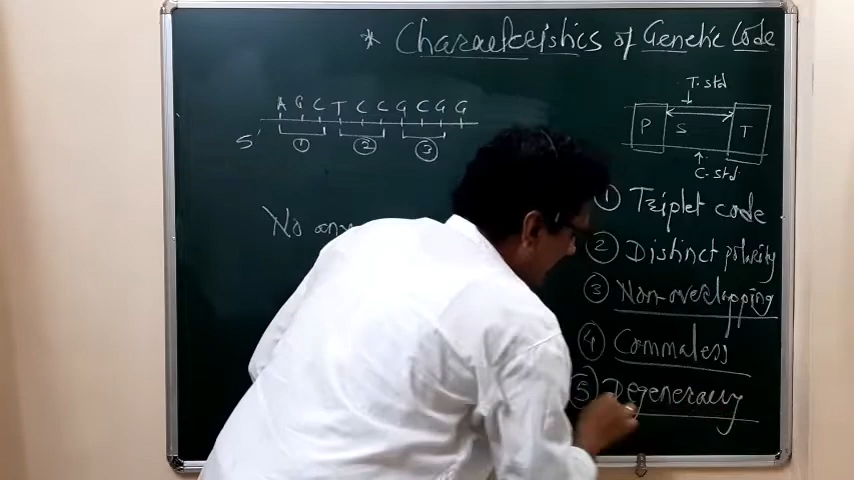 * Characteristics of Genetic Code
T. std
A G C T C C G C G G
P S T
5'
① ② ③
C. std.
① Triplet code
No
② Distinct polarity
③ Non-overlapping
④ Commaless
⑤ Degeneracy